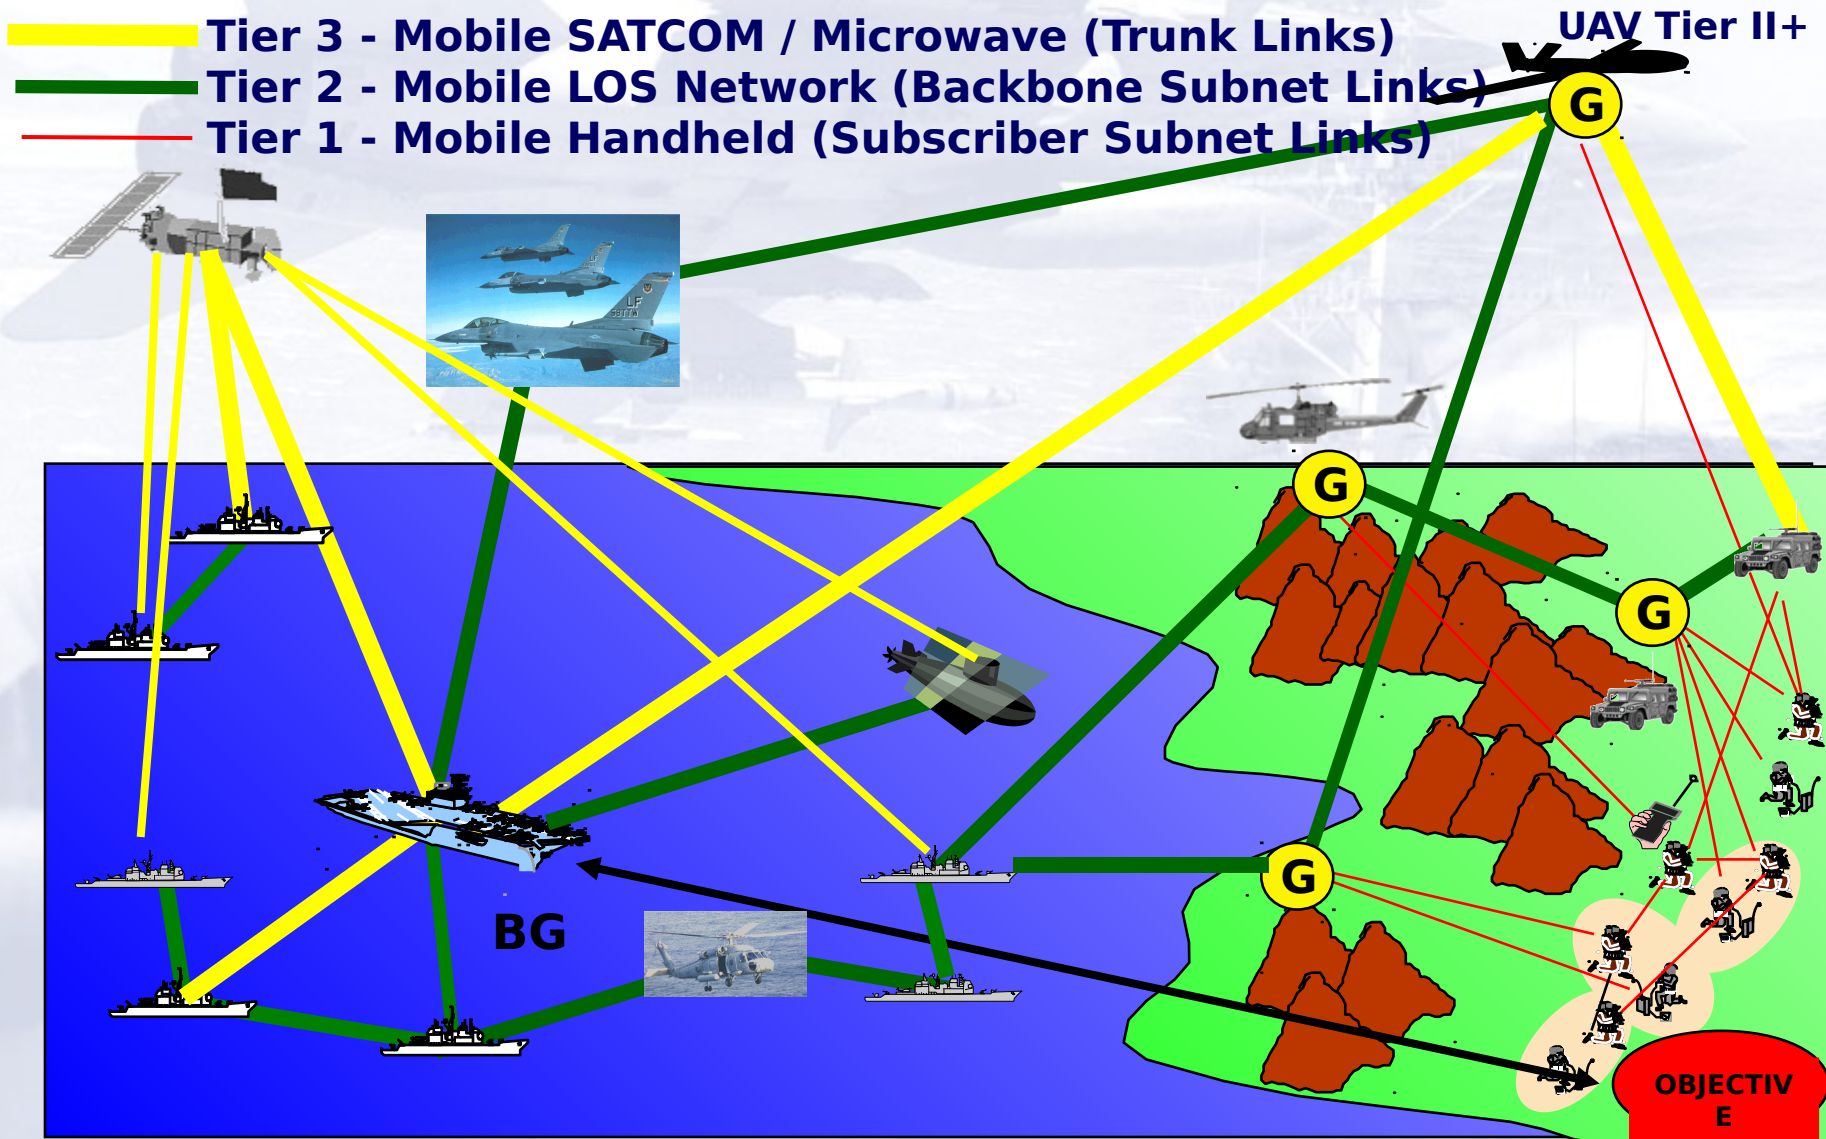 Tier 3 - Mobile SATCOM / Microwave (Trunk Links)
UAV Tier II+
Tier 2 - Mobile LOS Network (Backbone Subnet Links)
G
Tier 1 - Mobile Handheld (Subscriber Subnet Links)
LF
G
G
G
BG
OBJECTIV
E